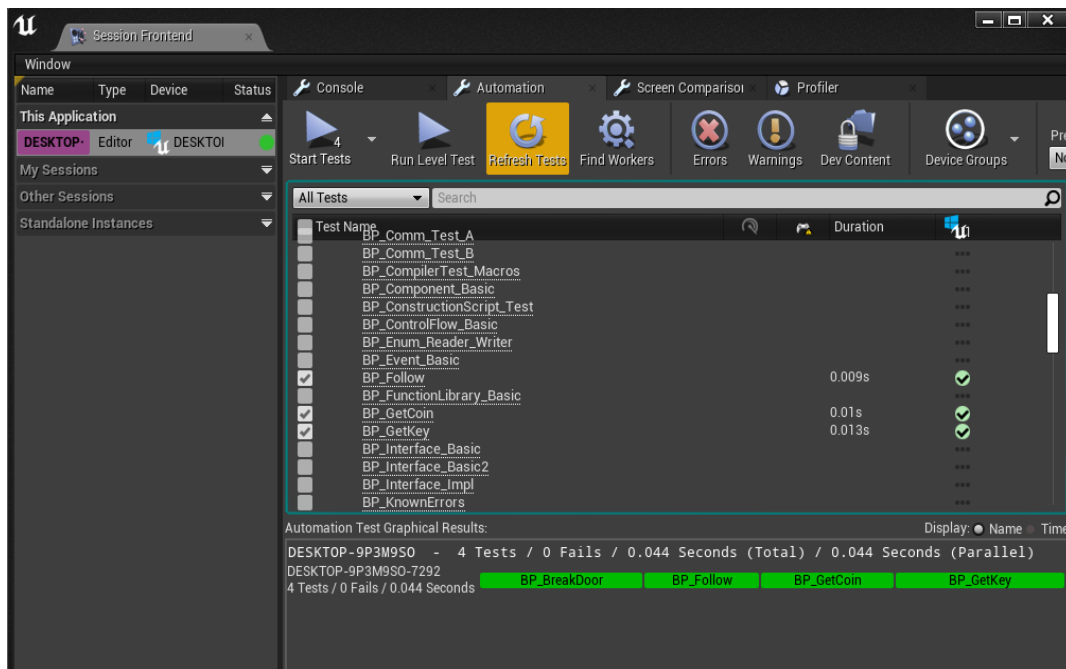 Session Frontend
Window
Name Type Device Status
This Application
DESKTOP- Editor DESKTOI
My Sessions
Other Sessions
Standalone Instances
Console Automation Screen Comparisoı Profiler
4
Start Tests Run Level Test Refresh Tests Find Workers Errors Warnings Dev Content Device Groups Pre
No
All Tests Search
Test Name Duration
BP_Comm_Test_A
BP_Comm_Test_B
BP_CompilerTest_Macros
BP_Component_Basic
BP_ConstructionScript_Test
BP_ControlFlow_Basic
BP_Enum_Reader_Writer
BP_Event_Basic
BP_Follow 0.009s
BP_FunctionLibrary_Basic
BP_GetCoin 0.01s
BP_GetKey 0.013s
BP_Interface_Basic
BP_Interface_Basic2
BP_Interface_Impl
BP_KnownErrors
Automation Test Graphical Results: Display: Name Time
DESKTOP-9P3M9SO - 4 Tests / 0 Fails / 0.044 Seconds (Total) / 0.044 Seconds (Parallel)
DESKTOP-9P3M9SO-7292
4 Tests / 0 Fails / 0.044 Seconds BP_BreakDoor BP_Follow BP_GetCoin BP_GetKey